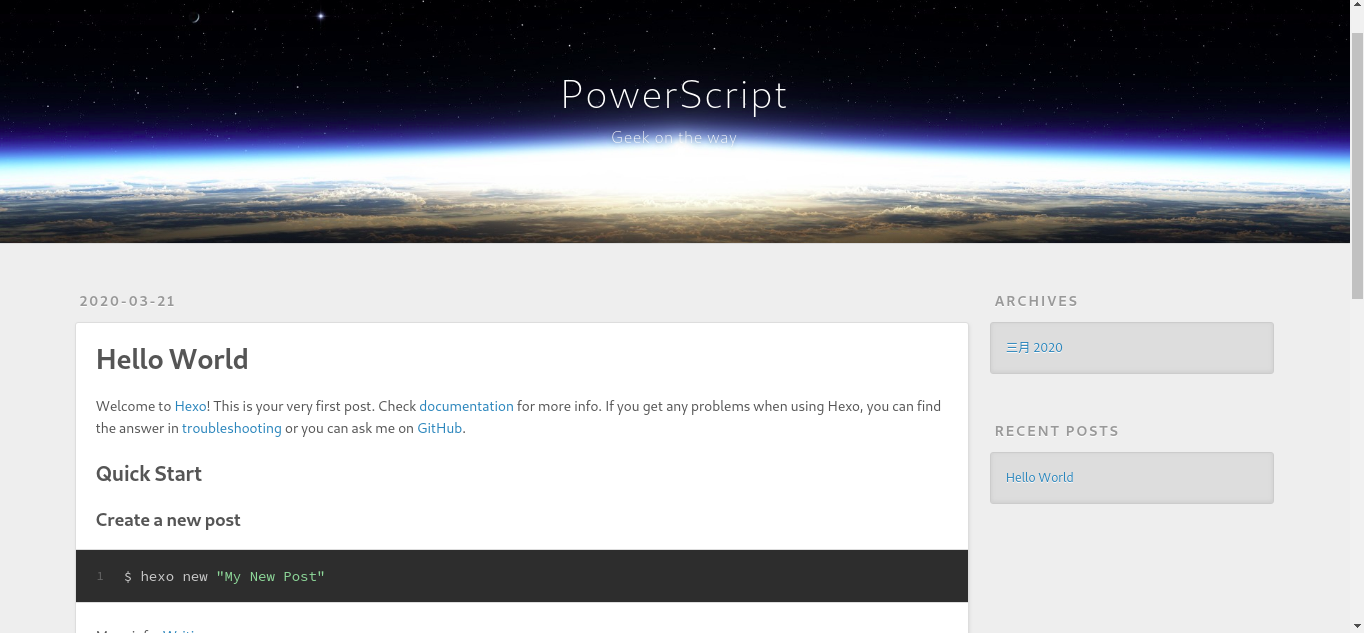 PowerScript
Geek on the way
2020-03-21
Hello World
Welcome to Hexo! This is your very first post. Check documentation for more info. If you get any problems when using Hexo, you can find
the answer in troubleshooting or you can ask me on GitHub.
Quick Start
Create a new post
1 $ hexo new "My New Post"
ARCHIVES
三月 2020
RECENT POSTS
Hello World